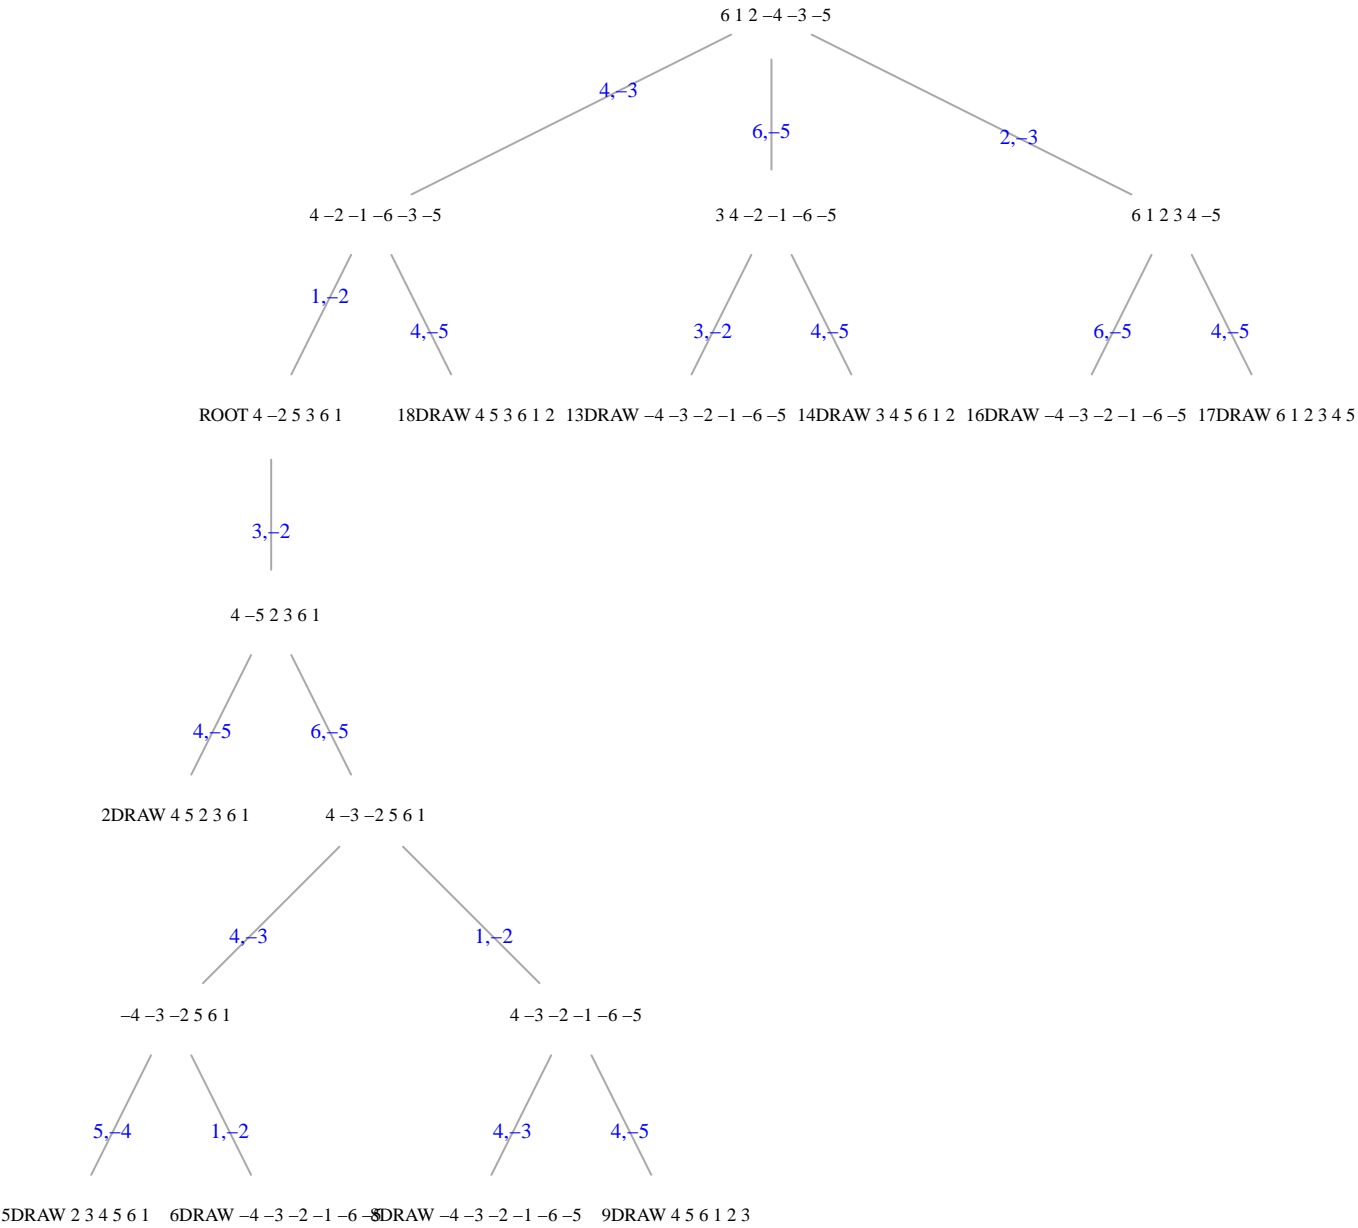 6 1 2 –4 –3 –5
4,–3
6,–5
2,–3
4 –2 –1 –6 –3 –5
3 4 –2 –1 –6 –5
6 1 2 3 4 –5
1,–2
4,–5
3,–2
4,–5
6,–5
4,–5
ROOT 4 –2 5 3 6 1
18DRAW 4 5 3 6 1 2
13DRAW –4 –3 –2 –1 –6 –5
14DRAW 3 4 5 6 1 2
16DRAW –4 –3 –2 –1 –6 –5
17DRAW 6 1 2 3 4 5
3,–2
4 –5 2 3 6 1
4,–5
6,–5
2DRAW 4 5 2 3 6 1
4 –3 –2 5 6 1
4,–3
1,–2
–4 –3 –2 5 6 1
4 –3 –2 –1 –6 –5
5,–4
1,–2
4,–3
4,–5
5DRAW 2 3 4 5 6 1
6DRAW –4 –3 –2 –1 –6 –5
8DRAW –4 –3 –2 –1 –6 –5
9DRAW 4 5 6 1 2 3